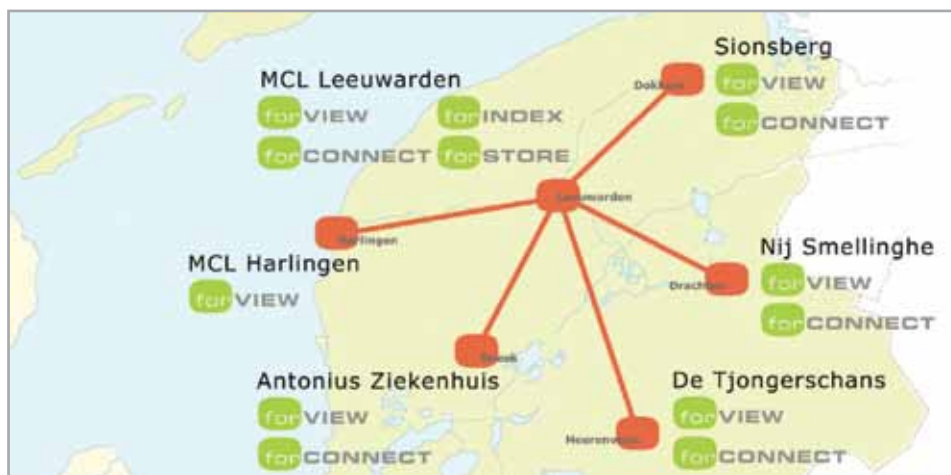 Sionsberg
forVIEW
forCONNECT
Dokkum
MCL Leeuwarden
forVIEW forINDEX
forCONNECT forSTORE
Leeuwarden
Harlingen
MCL Harlingen
forVIEW
Nij Smellinghe
forVIEW
forCONNECT
Drachten
Sneek
Antonius Ziekenhuis
forVIEW
forCONNECT
De Tjongerschans
forVIEW
forCONNECT
Heerenveen